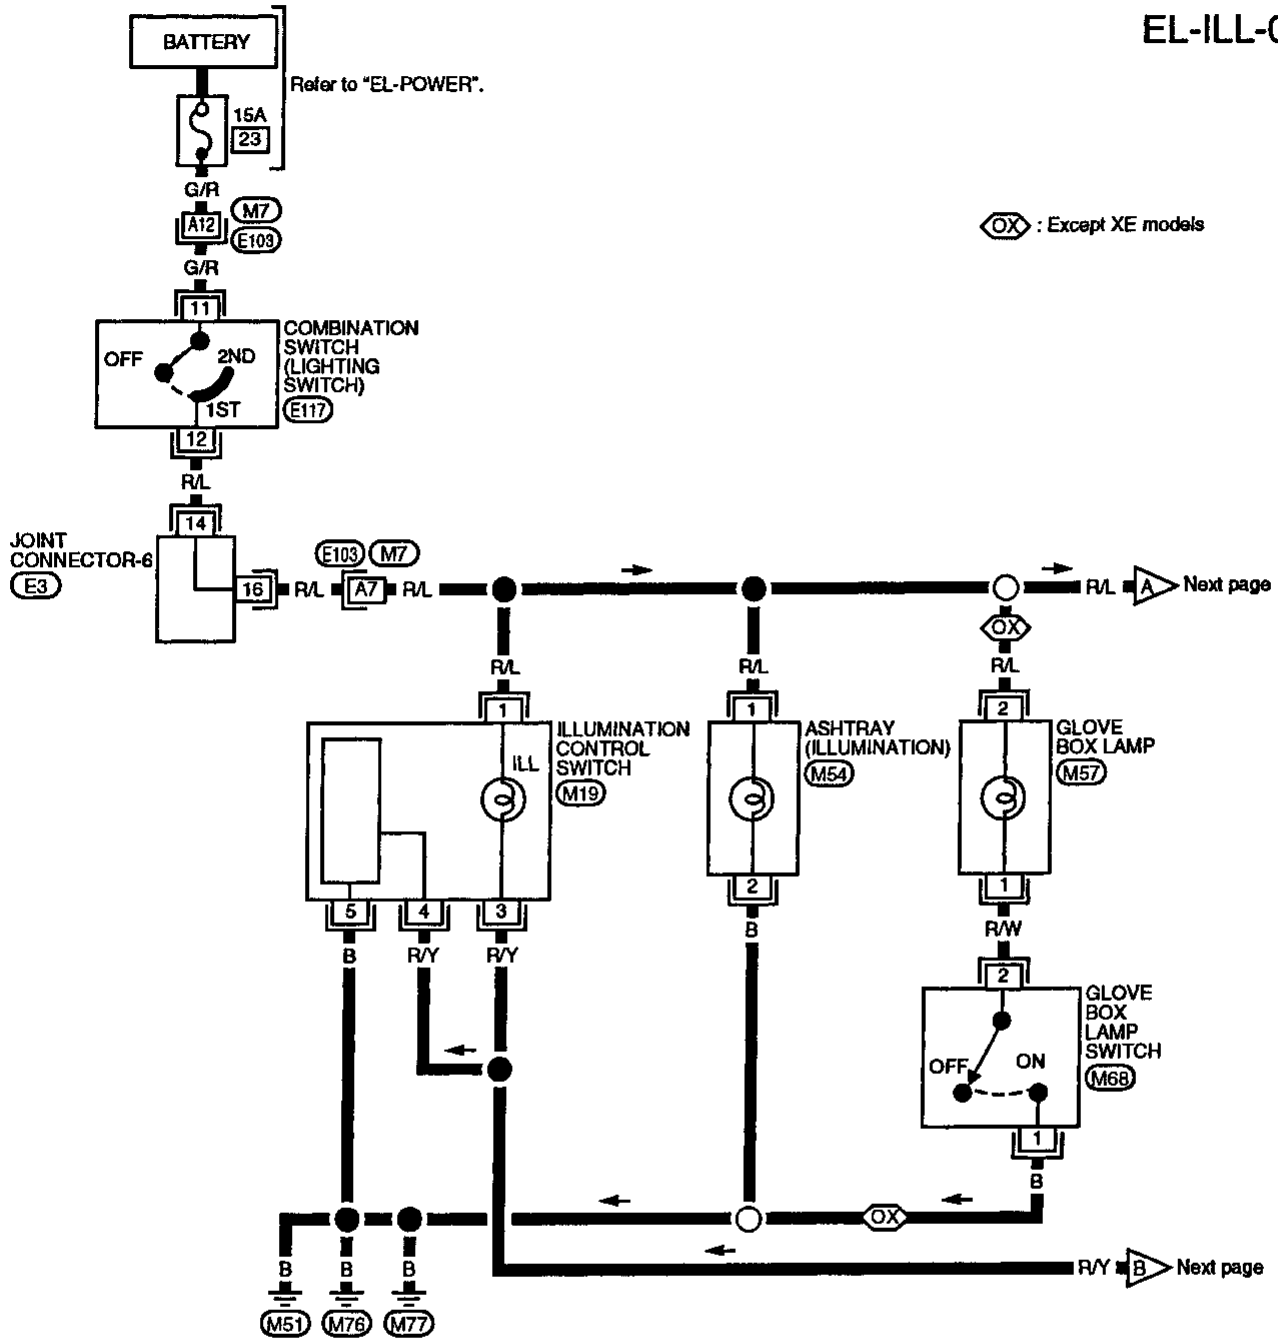 EL-ILL-
BATTERY
Refer to "EL-POWER".
15A
23
G/R
A12
M7
E103
G/R
OX : Except XE models
11
COMBINATION
SWITCH
(LIGHTING
SWITCH)
E117
OFF
2ND
1ST
12
R/L
14
JOINT
CONNECTOR-6
E3
16
R/L
E103
M7
A7
R/L
R/L
A
Next page
OX
R/L
R/L
R/L
1
1
2
ILLUMINATION
CONTROL
SWITCH
M19
ILL
ASHTRAY
(ILLUMINATION)
M54
GLOVE
BOX LAMP
M57
5
4
3
2
1
B
R/Y
R/Y
B
R/W
2
GLOVE
BOX
LAMP
SWITCH
M68
OFF
ON
1
B
OX
B
B
B
R/Y
B
Next page
M51
M76
M77